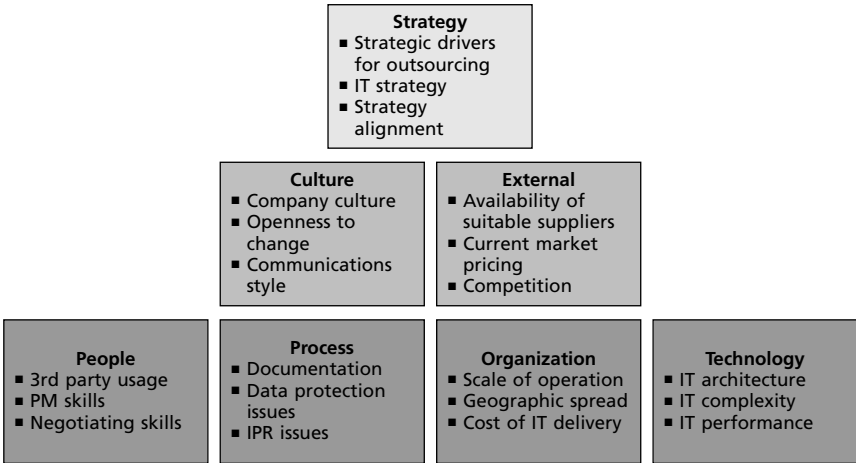 Strategy
▪ Strategic drivers
for outsourcing
▪ IT strategy
▪ Strategy
alignment
Culture
▪ Company culture
▪ Openness to
change
▪ Communications
style
External
▪ Availability of
suitable suppliers
▪ Current market
pricing
▪ Competition
People
▪ 3rd party usage
▪ PM skills
▪ Negotiating skills
Process
▪ Documentation
▪ Data protection
issues
▪ IPR issues
Organization
▪ Scale of operation
▪ Geographic spread
▪ Cost of IT delivery
Technology
▪ IT architecture
▪ IT complexity
▪ IT performance